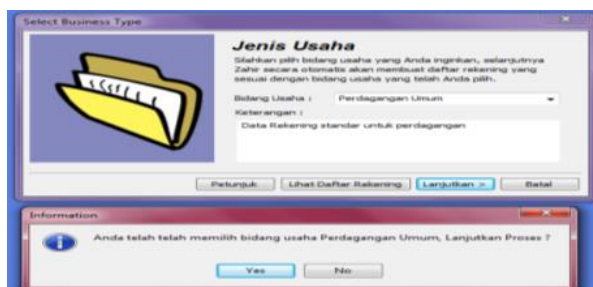 Select Business Type
Jenis Usaha
Silahkan pilih bidang usaha yang Anda inginkan, selanjutnya
Zahir secara otomatis akan membuat daftar rekening yang
sesuai dengan bidang usaha yang telah Anda pilih.
Bidang Usaha : Perdagangan Umum
Keterangan :
Data Rekening standar untuk perdagangan
Petunjuk Lihat Daftar Rekening Lanjutkan > Batal
Information
Anda telah telah memilih bidang usaha Perdagangan Umum, Lanjutkan Proses ?
Yes No